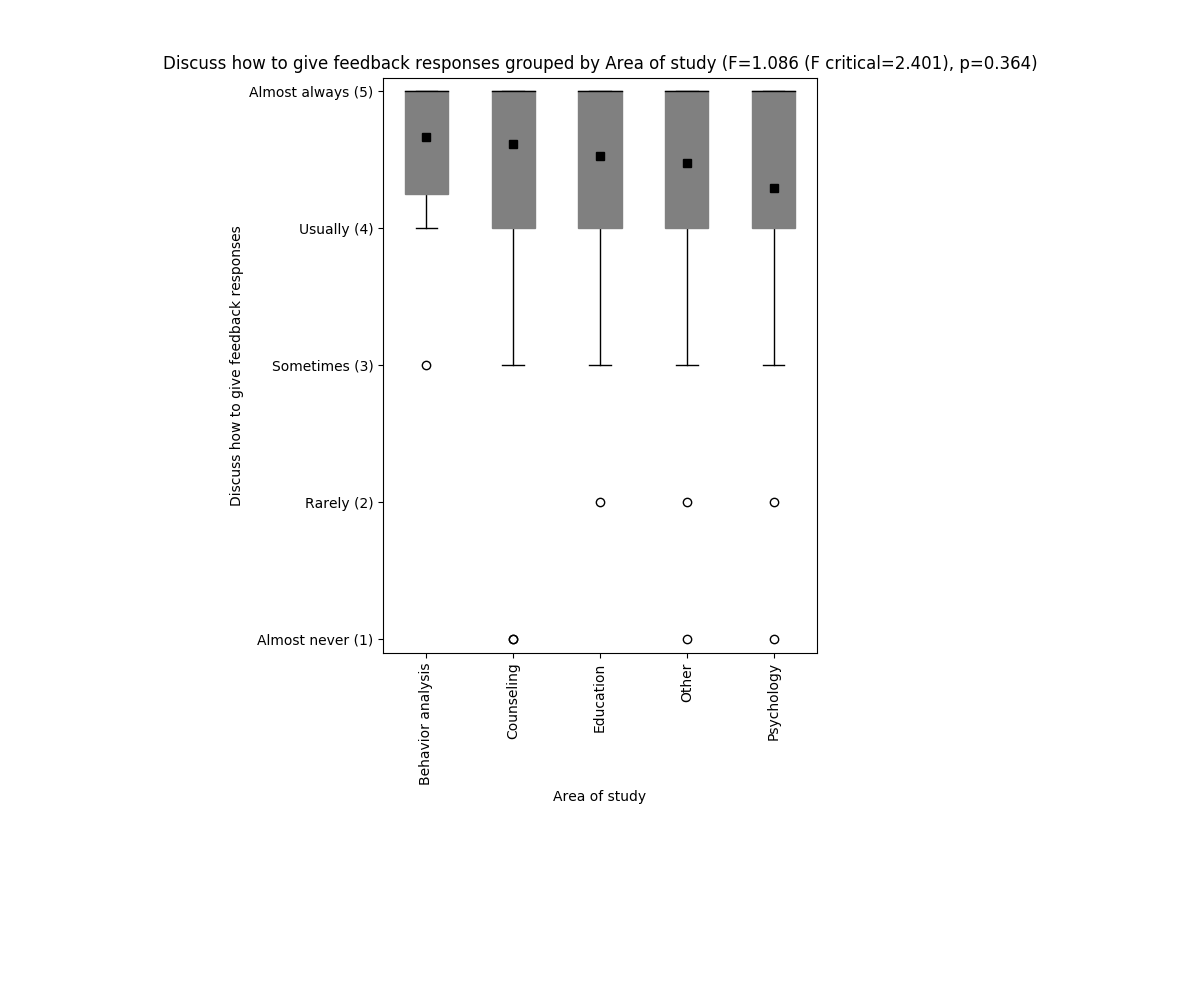 Discuss how to give feedback responses grouped by Area of study (F=1.086 (F critical=2.401), p=0.364)
Almost always (5)
Usually (4)
Sometimes (3)
Rarely (2)
Almost never (1)
Discuss how to give feedback responses
Behavior analysis
Counseling
Education
Other
Psychology
Area of study